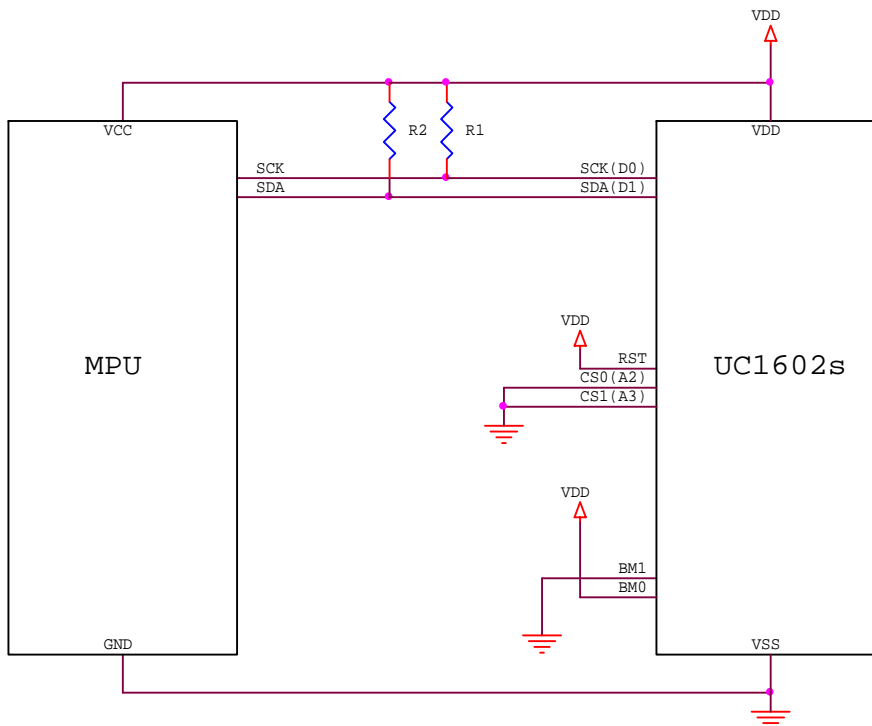 VDD
VCC
R2
R1
VDD
SCK
SCK(D0)
SDA
SDA(D1)
VDD
RST
MPU
UC1602s
CS0(A2)
CS1(A3)
VDD
BM1
BM0
GND
VSS